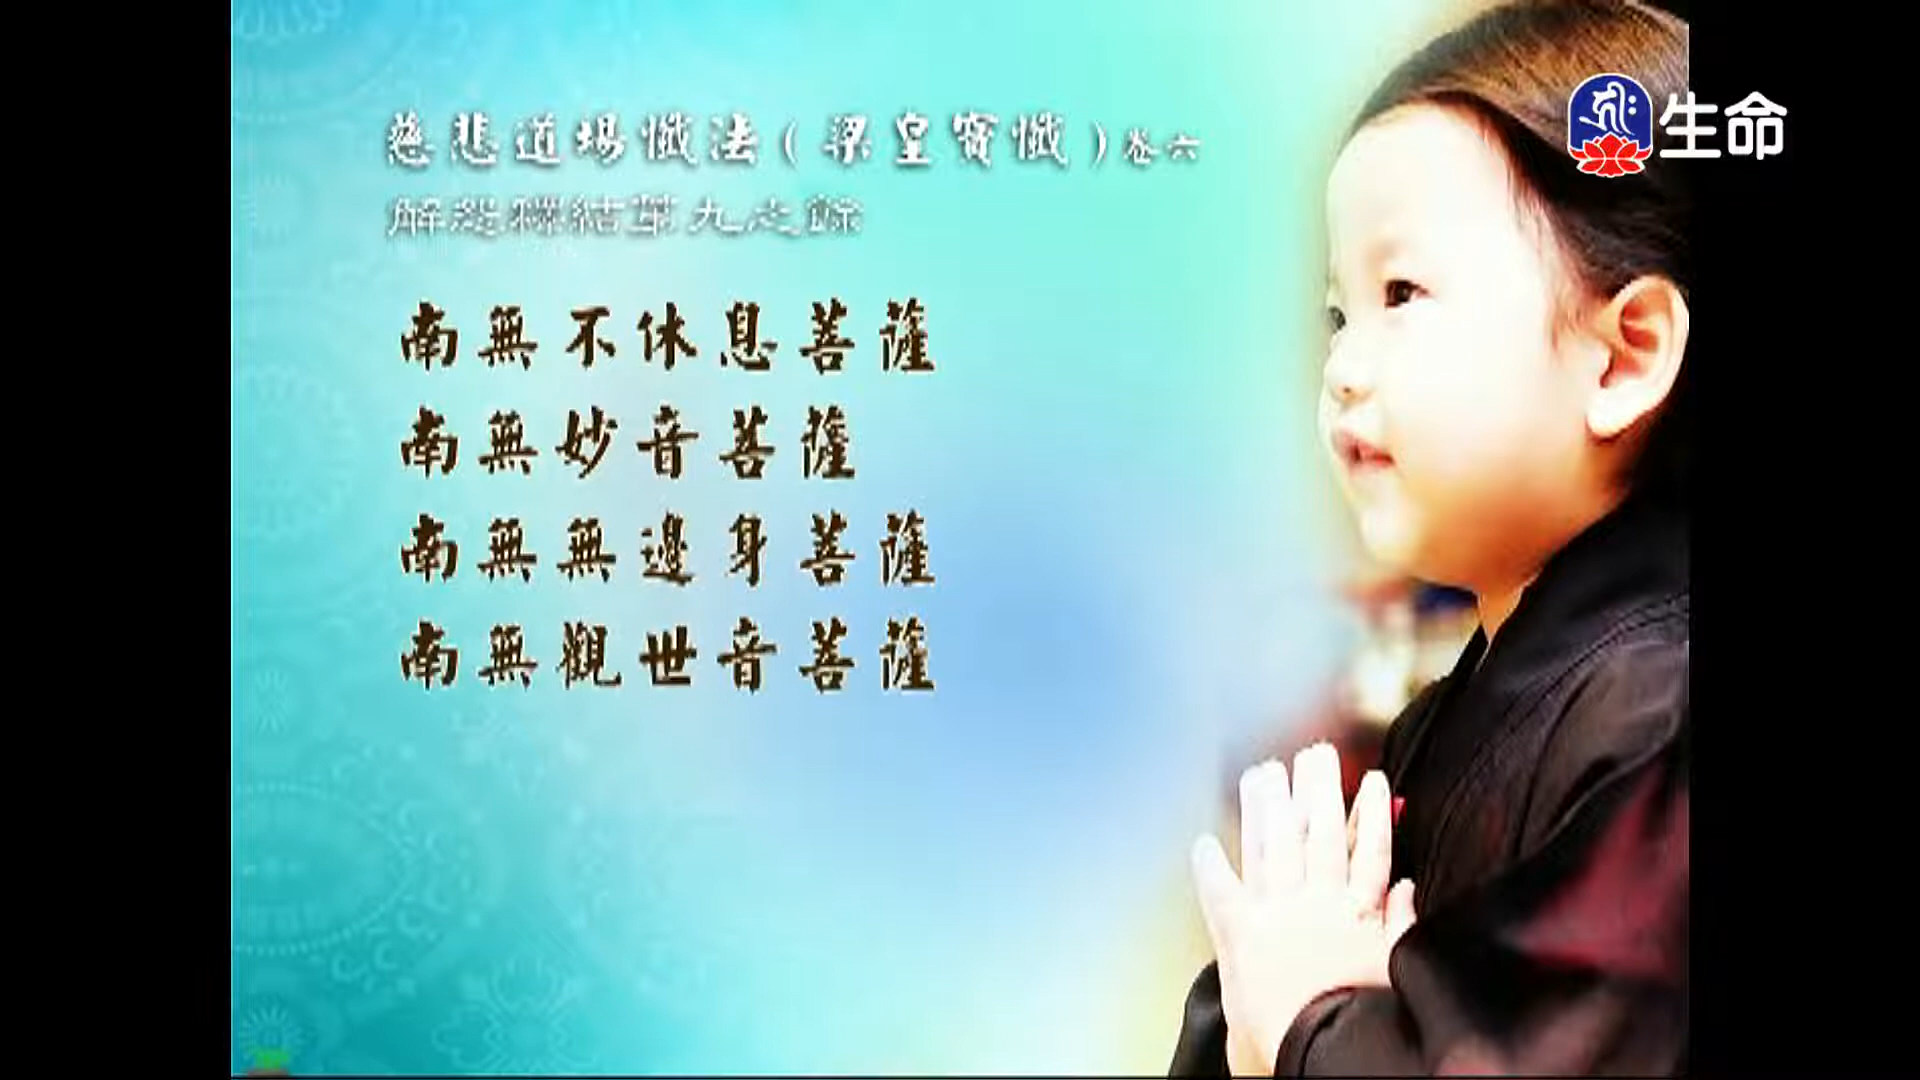 慈悲道場懺法(梁皇寶懺)卷六
解怨釋結第九之餘
南無不休息菩薩
南無妙音菩薩
南無無邊身菩薩
南無觀世音菩薩
生命